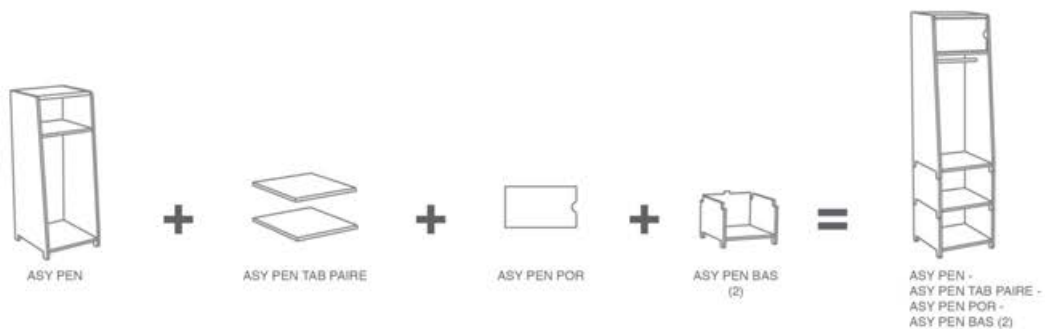 ASY PEN
ASY PEN TAB PAIRE
ASY PEN POR
ASY PEN BAS
(2)
ASY PEN -
ASY PEN TAB PAIRE -
ASY PEN POR -
ASY PEN BAS (2)